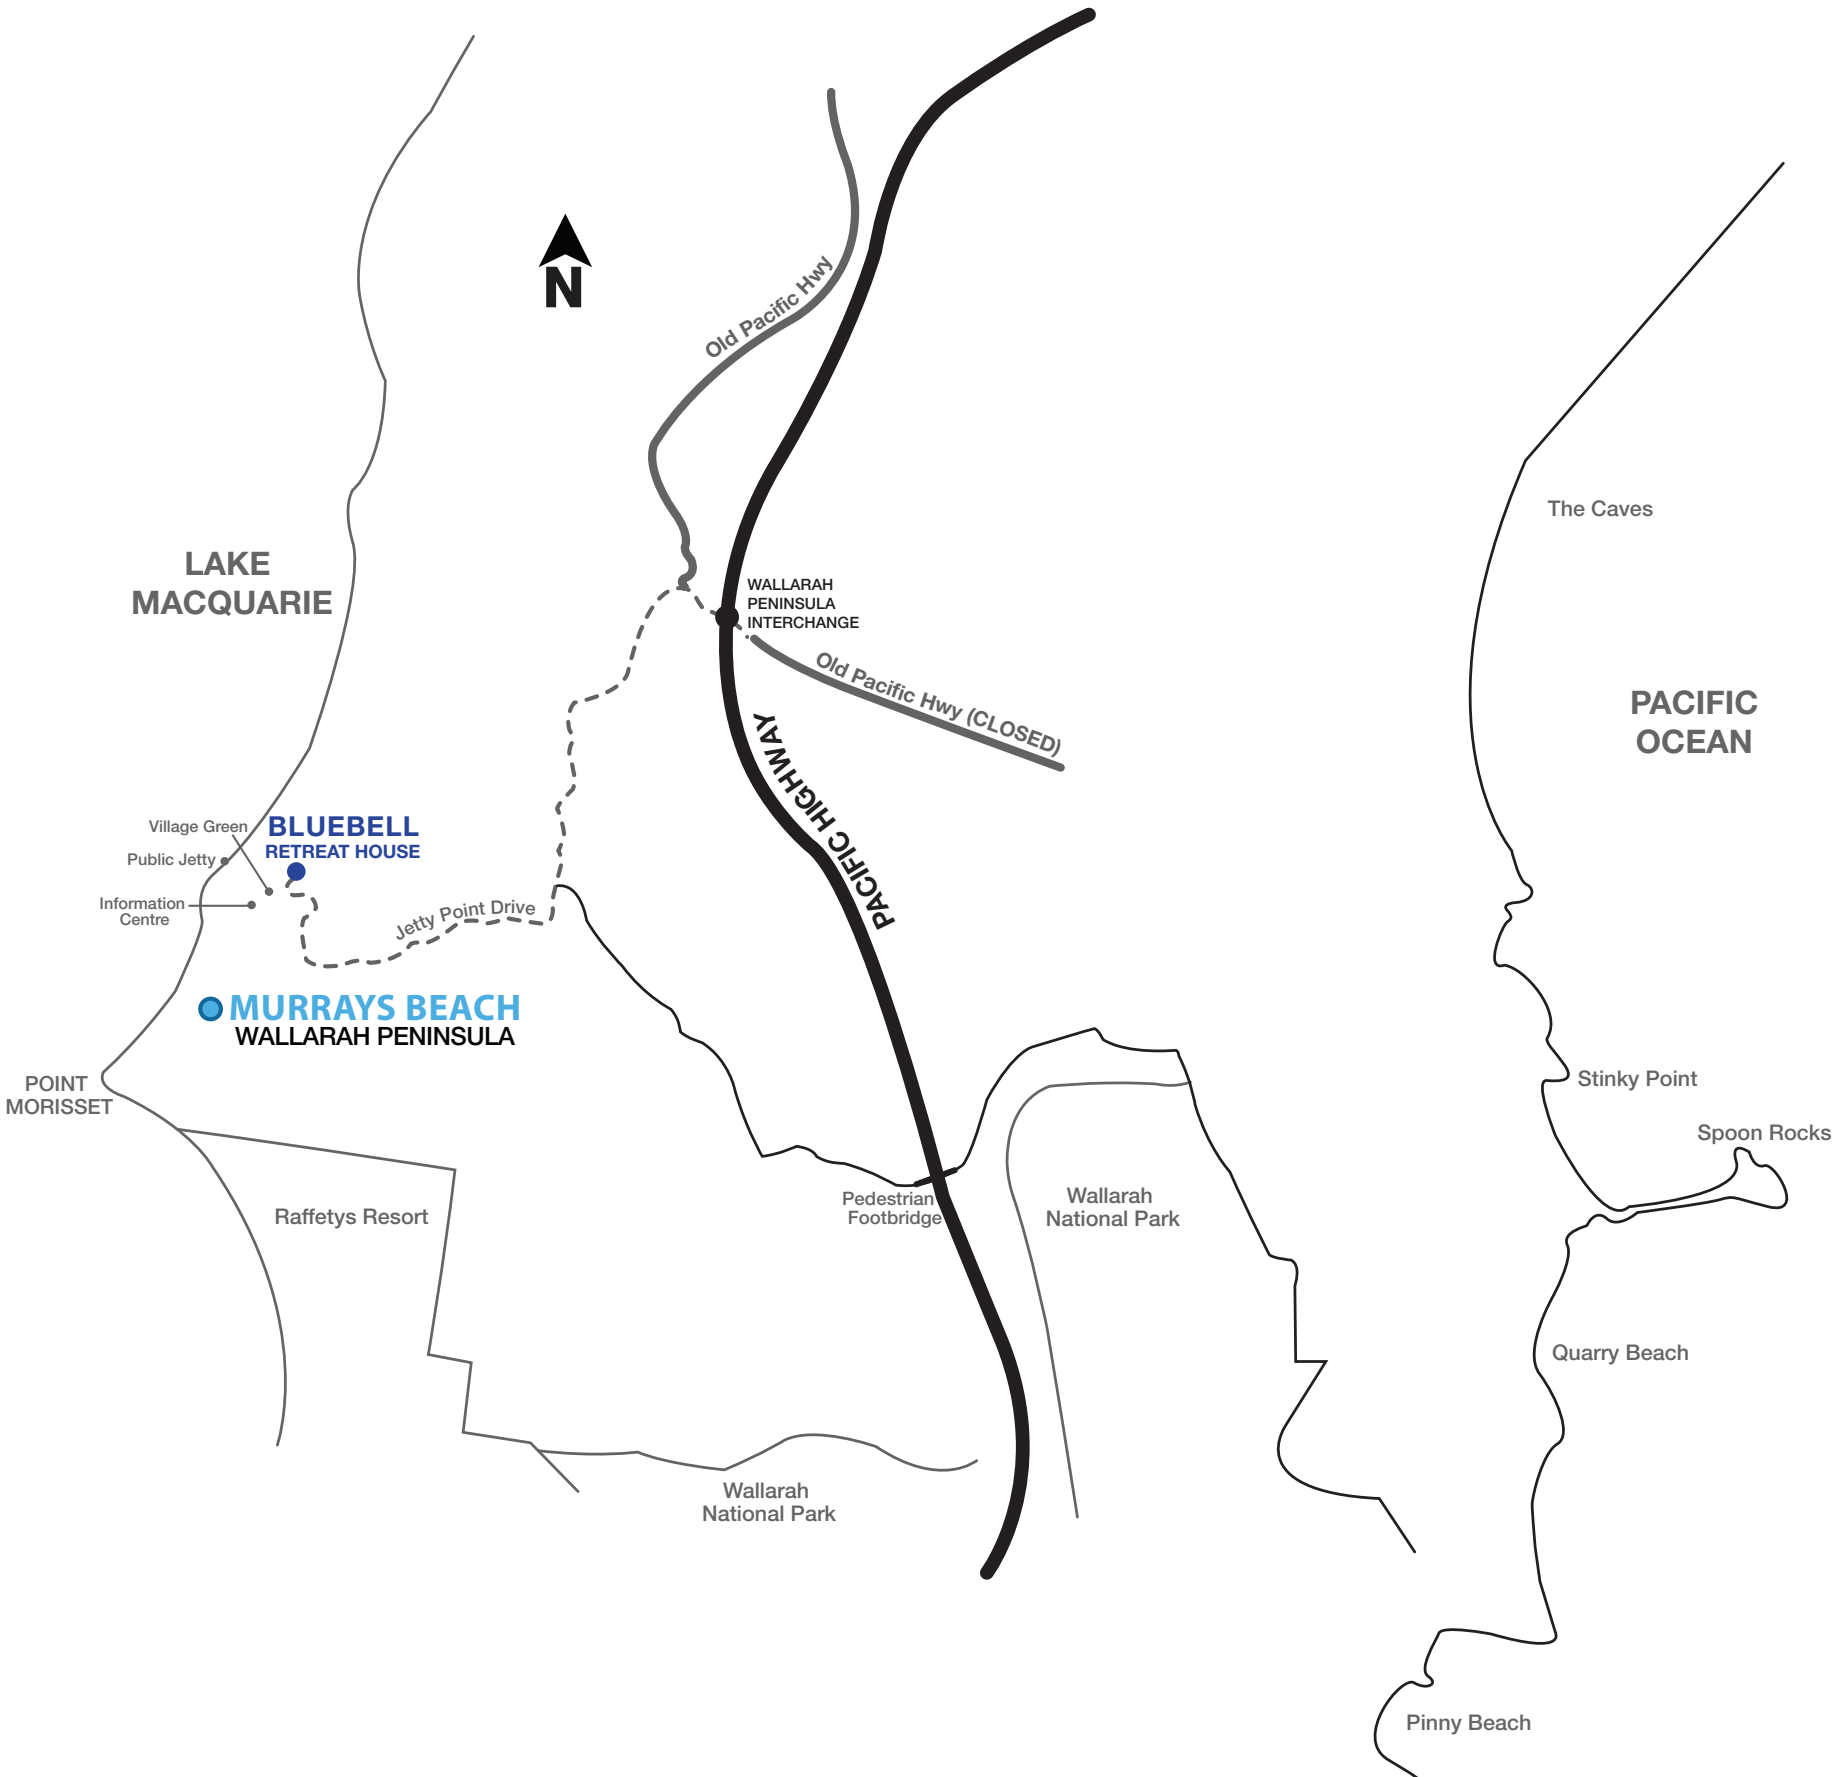 N
Old Pacific Hwy
The Caves
LAKE
MACQUARIE
WALLARAH
PENINSULA
INTERCHANGE
Old Pacific Hwy (CLOSED)
PACIFIC
OCEAN
PACIFIC HIGHWAY
Village Green
BLUEBELL
RETREAT HOUSE
Public Jetty
Information
Centre
Jetty Point Drive
MURRAYS BEACH
WALLARAH PENINSULA
POINT
MORISSET
Stinky Point
Spoon Rocks
Raffetys Resort
Pedestrian
Footbridge
Wallarah
National Park
Quarry Beach
Wallarah
National Park
Pinny Beach